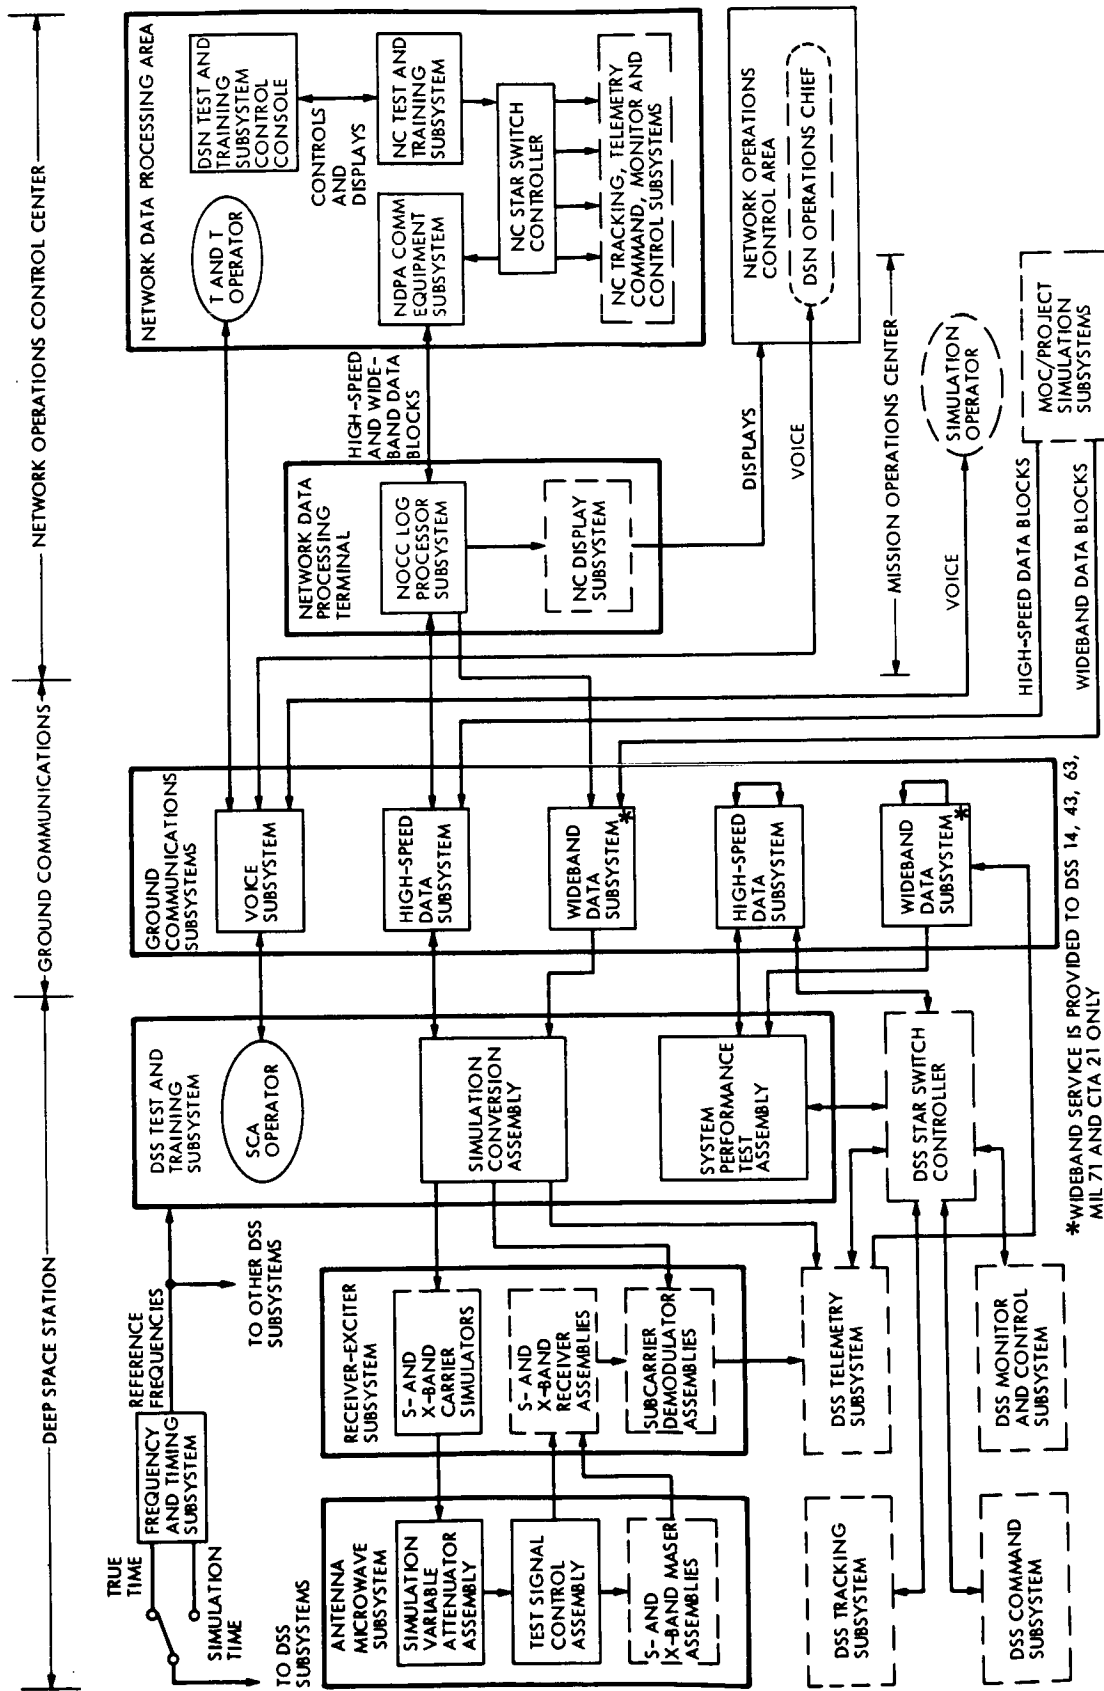 DEEP SPACE STATION
GROUND COMMUNICATIONS
NETWORK OPERATIONS CONTROL CENTER
TRUE
TIME
SIMULATION
TIME
TO DSS
SUBSYSTEMS
FREQUENCY
AND TIMING
SUBSYSTEM
REFERENCE
FREQUENCIES
TO OTHER DSS
SUBSYSTEMS
ANTENNA
MICROWAVE
SUBSYSTEM
SIMULATION
VARIABLE
ATTENUATOR
ASSEMBLY
TEST SIGNAL
CONTROL
ASSEMBLY
S- AND
X-BAND MASER
ASSEMBLIES
RECEIVER-EXCITER
SUBSYSTEM
S- AND
X-BAND
CARRIER
SIMULATORS
S- AND
X-BAND
RECEIVER
ASSEMBLIES
SUBCARRIER
DEMODULATOR
ASSEMBLIES
DSS TRACKING
SUBSYSTEM
DSS COMMAND
SUBSYSTEM
DSS TELEMETRY
SUBSYSTEM
DSS MONITOR
AND CONTROL
SUBSYSTEM
DSS TEST AND
TRAINING
SUBSYSTEM
SCA
OPERATOR
SIMULATION
CONVERSION
ASSEMBLY
SYSTEM
PERFORMANCE
TEST
ASSEMBLY
DSS STAR SWITCH
CONTROLLER
GROUND
COMMUNICATIONS
SUBSYSTEMS
VOICE
SUBSYSTEM
HIGH-SPEED
DATA
SUBSYSTEM
WIDEBAND
DATA
SUBSYSTEM
*
HIGH-SPEED
DATA
SUBSYSTEM
WIDEBAND
DATA
SUBSYSTEM
*
*WIDEBAND SERVICE IS PROVIDED TO DSS 14, 43, 63,
MIL 71 AND CTA 21 ONLY
NETWORK DATA
PROCESSING
TERMINAL
NOCC LOG
PROCESSOR
SUBSYSTEM
NC DISPLAY
SUBSYSTEM
HIGH-SPEED
AND WIDE-
BAND DATA
BLOCKS
DISPLAYS
VOICE
NETWORK DATA PROCESSING AREA
T AND T
OPERATOR
DSN TEST AND
TRAINING
SUBSYSTEM
CONTROL
CONSOLE
CONTROLS
AND
DISPLAYS
NDPA COMM
EQUIPMENT
SUBSYSTEM
NC TEST AND
TRAINING
SUBSYSTEM
NC STAR SWITCH
CONTROLLER
NC TRACKING, TELEMETRY
COMMAND, MONITOR AND
CONTROL SUBSYSTEMS
NETWORK OPERATIONS
CONTROL AREA
DSN OPERATIONS CHIEF
MISSION OPERATIONS CENTER
VOICE
SIMULATION
OPERATOR
HIGH-SPEED DATA BLOCKS
WIDEBAND DATA BLOCKS
MOC/PROJECT
SIMULATION
SUBSYSTEMS